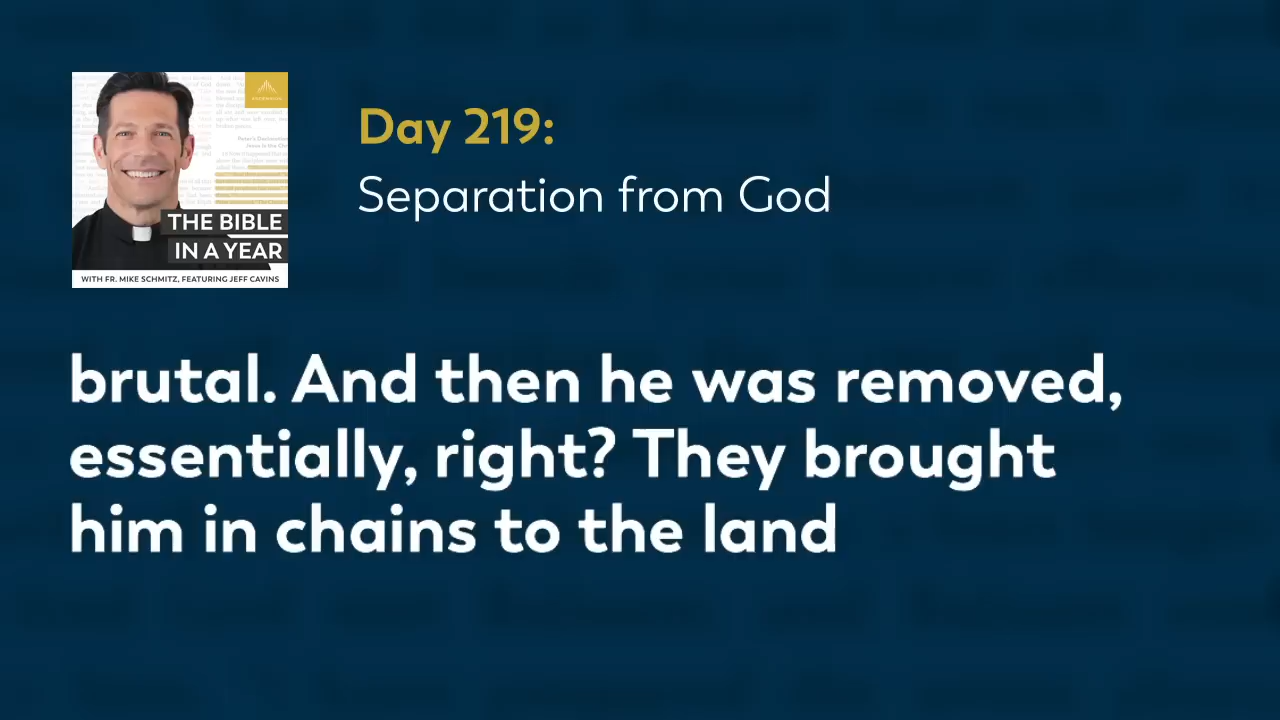 THE BIBLE
IN A YEAR
WITH FR. MIKE SCHMITZ, FEATURING JEFF CAVINS
Day 219:
Separation from God
brutal. And then he was removed,
essentially, right? They brought
him in chains to the land